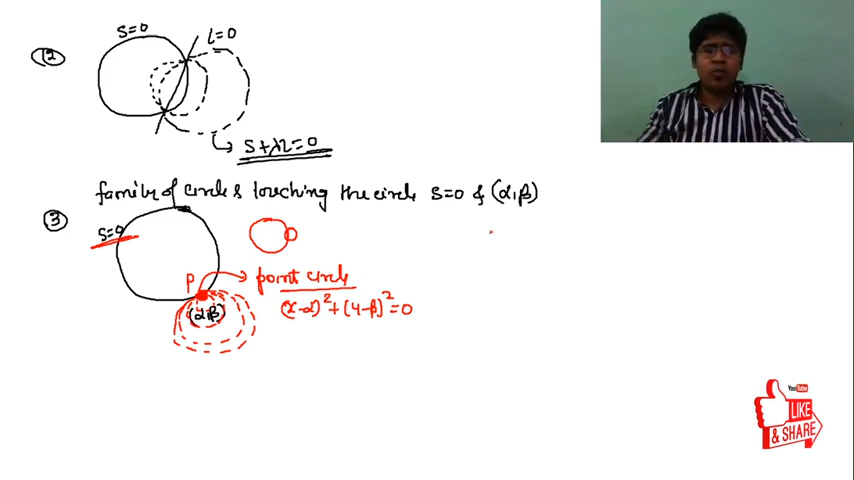 S=0
L=0
(2)
S+λL=0
family of circles touching the circle S=0 & (α,β)
(3)
S=0
P
point circle
(α,β)
(x-α)²+(y-β)²=0
YouTube
LIKE
& SHARE